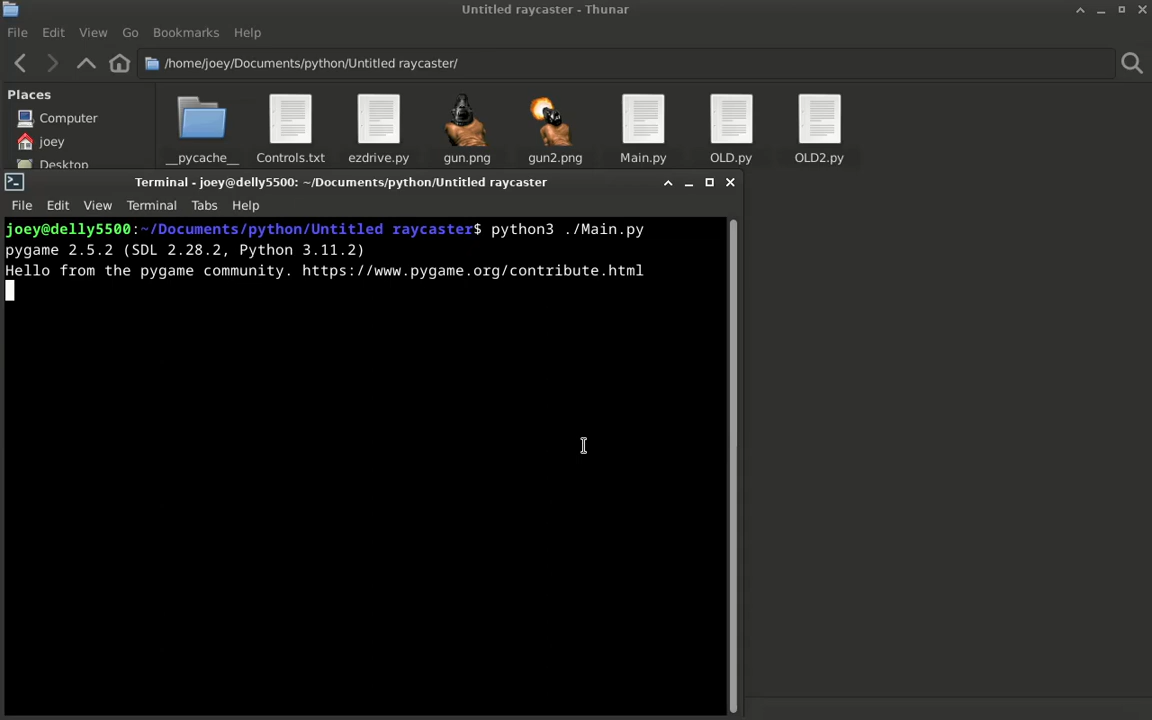 Untitled raycaster - Thunar
File Edit View Go Bookmarks Help
/home/joey/Documents/python/Untitled raycaster/
Places
Computer
joey
Desktop
__pycache__ Controls.txt ezdrive.py gun.png gun2.png Main.py OLD.py OLD2.py
Terminal - joey@delly5500: ~/Documents/python/Untitled raycaster
File Edit View Terminal Tabs Help
joey@delly5500:~/Documents/python/Untitled raycaster$ python3 ./Main.py
pygame 2.5.2 (SDL 2.28.2, Python 3.11.2)
Hello from the pygame community. https://www.pygame.org/contribute.html